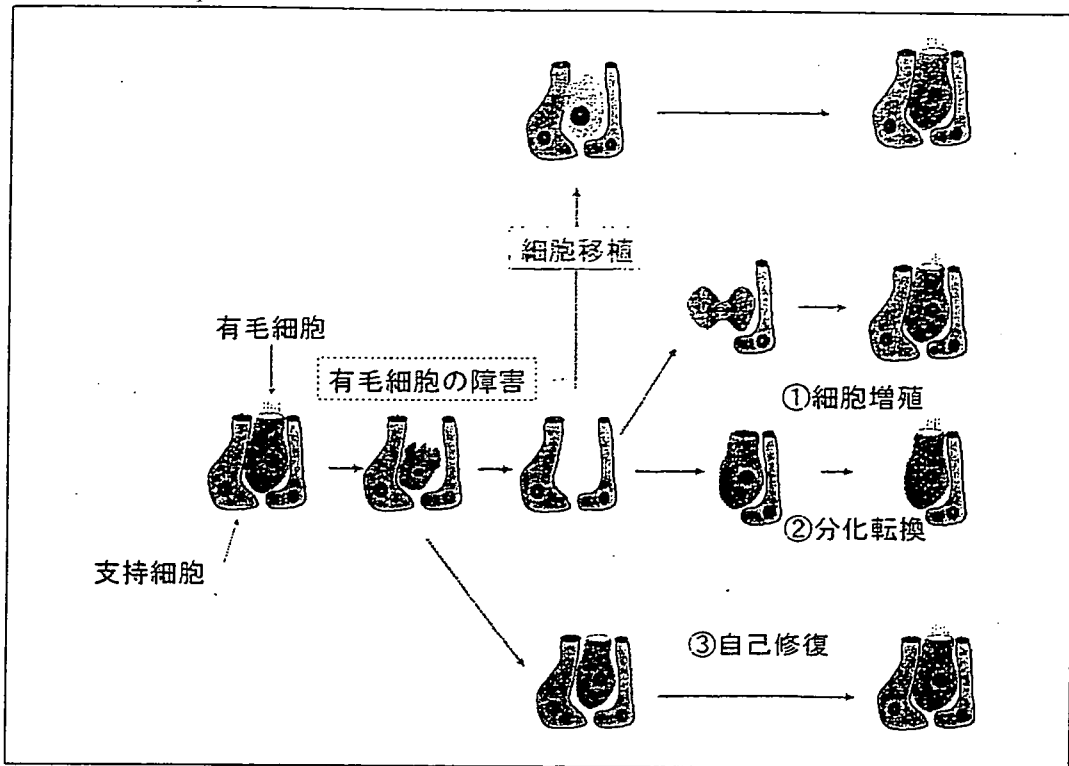 細胞移植
有毛細胞
有毛細胞の障害
①細胞増殖
②分化転換
支持細胞
③自己修復